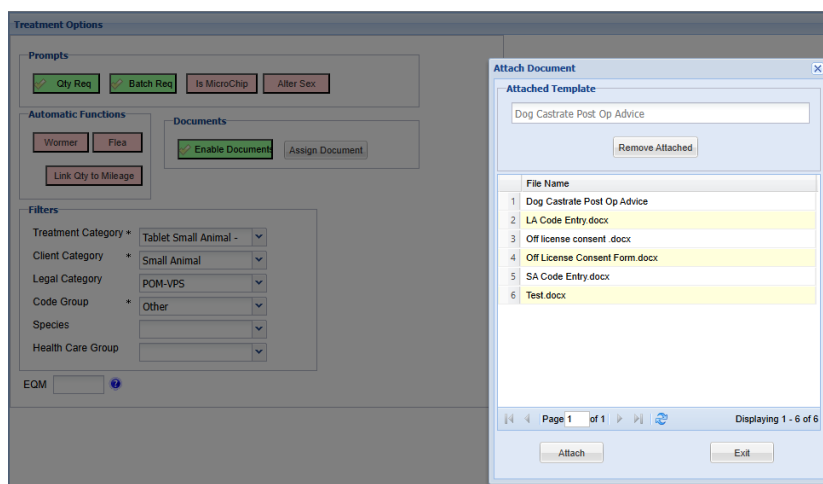 Treatment Options
Prompts
Qty Req
Batch Req
Is MicroChip
Alter Sex
Automatic Functions
Wormer
Flea
Link Qty to Mileage
Documents
Enable Documents
Assign Document
Filters
Treatment Category * Tablet Small Animal -
Client Category * Small Animal
Legal Category POM-VPS
Code Group * Other
Species
Health Care Group
EQM
?
Attach Document
Attached Template
Dog Castrate Post Op Advice
Remove Attached
File Name
1 Dog Castrate Post Op Advice
2 LA Code Entry.docx
3 Off license consent .docx
4 Off License Consent Form.docx
5 SA Code Entry.docx
6 Test.docx
Page 1 of 1
Displaying 1 - 6 of 6
Attach
Exit